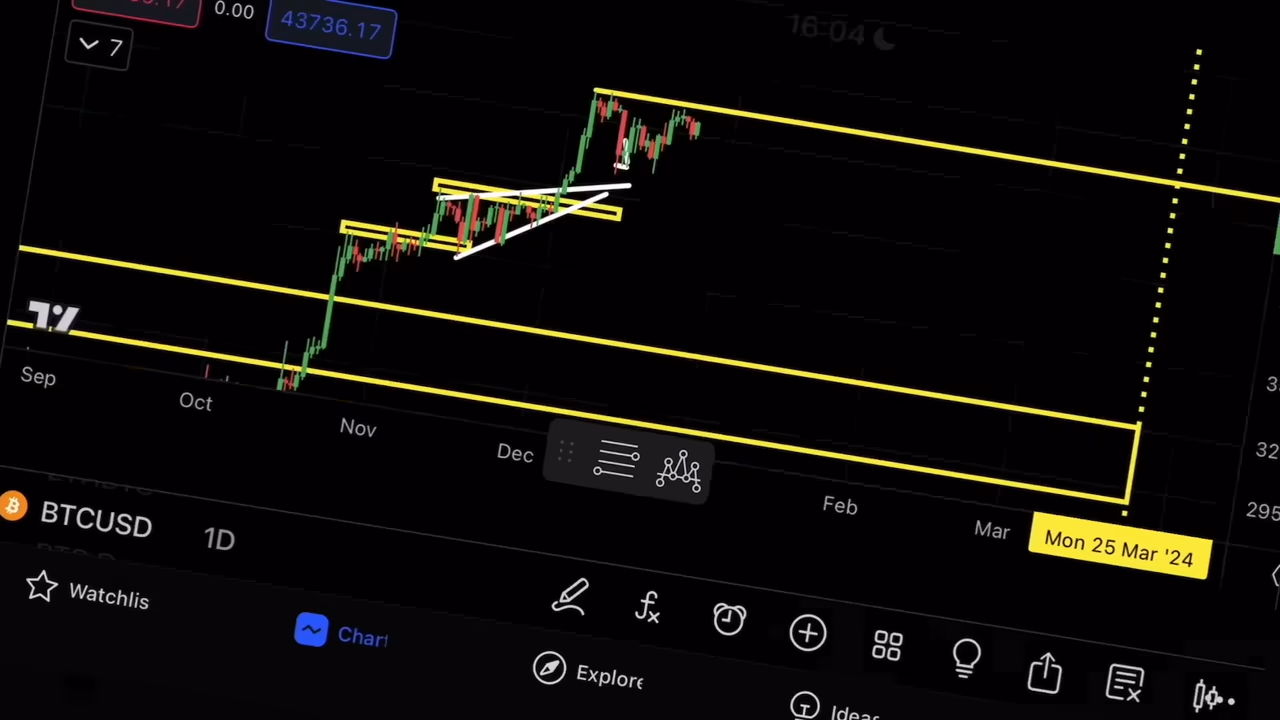 0.00
43736.17
16:04
7
Sep
Oct
Nov
Dec
Feb
Mar
Mon 25 Mar '24
BTCUSD
1D
Watchlis
Chart
Explore